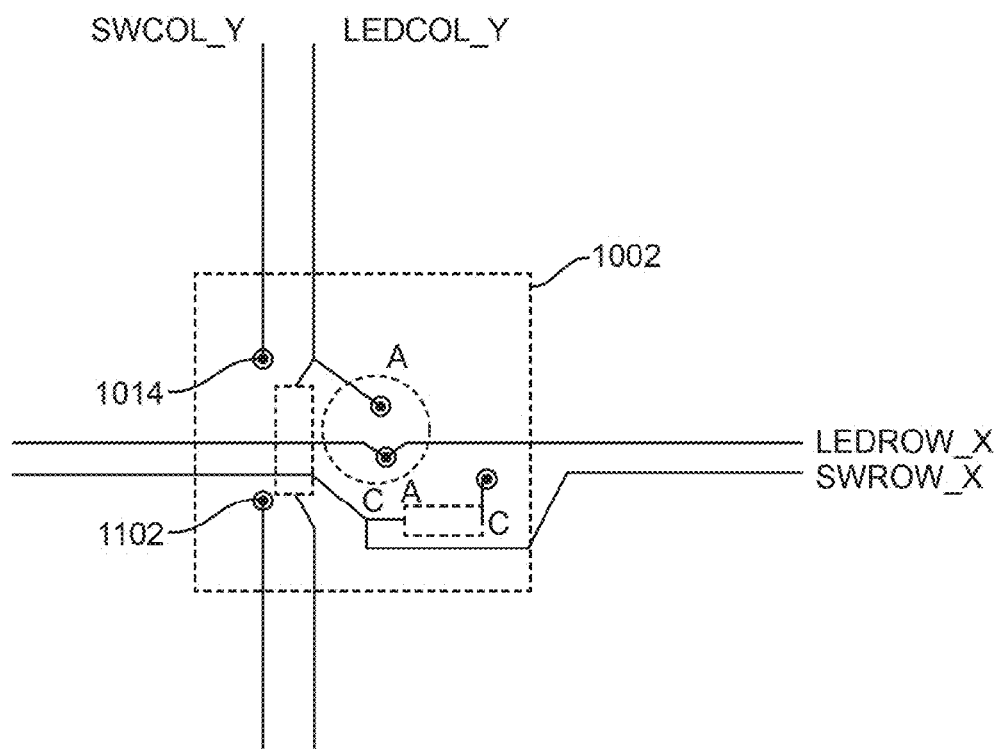 SWCOL_Y LEDCOL_Y
1002
A
1014
LEDROW_X
SWROW_X
C A
C
1102